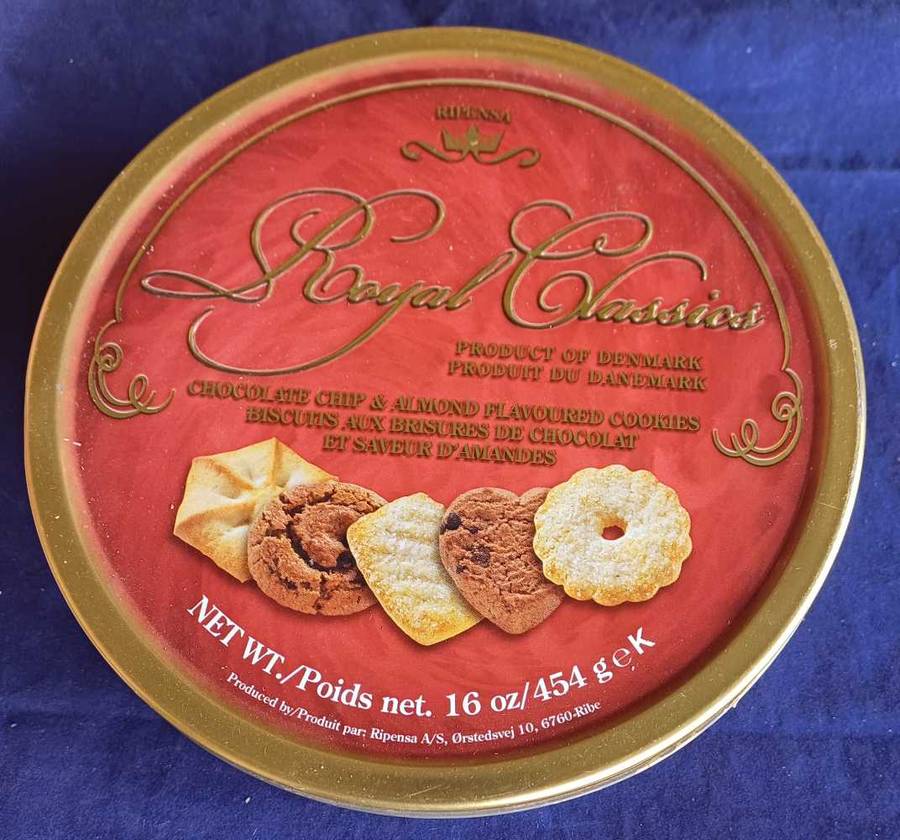 RIPENSA
Royal Classics
PRODUCT OF DENMARK
PRODUIT DU DANEMARK
CHOCOLATE CHIP & ALMOND FLAVOURED COOKIES
BISCUITS AUX BRISURES DE CHOCOLAT
ET SAVEUR D'AMANDES
NET WT./Poids net. 16 oz/454 g ℮ K
Produced by/Produit par: Ripensa A/S, Ørstedsvej 10, 6760-Ribe